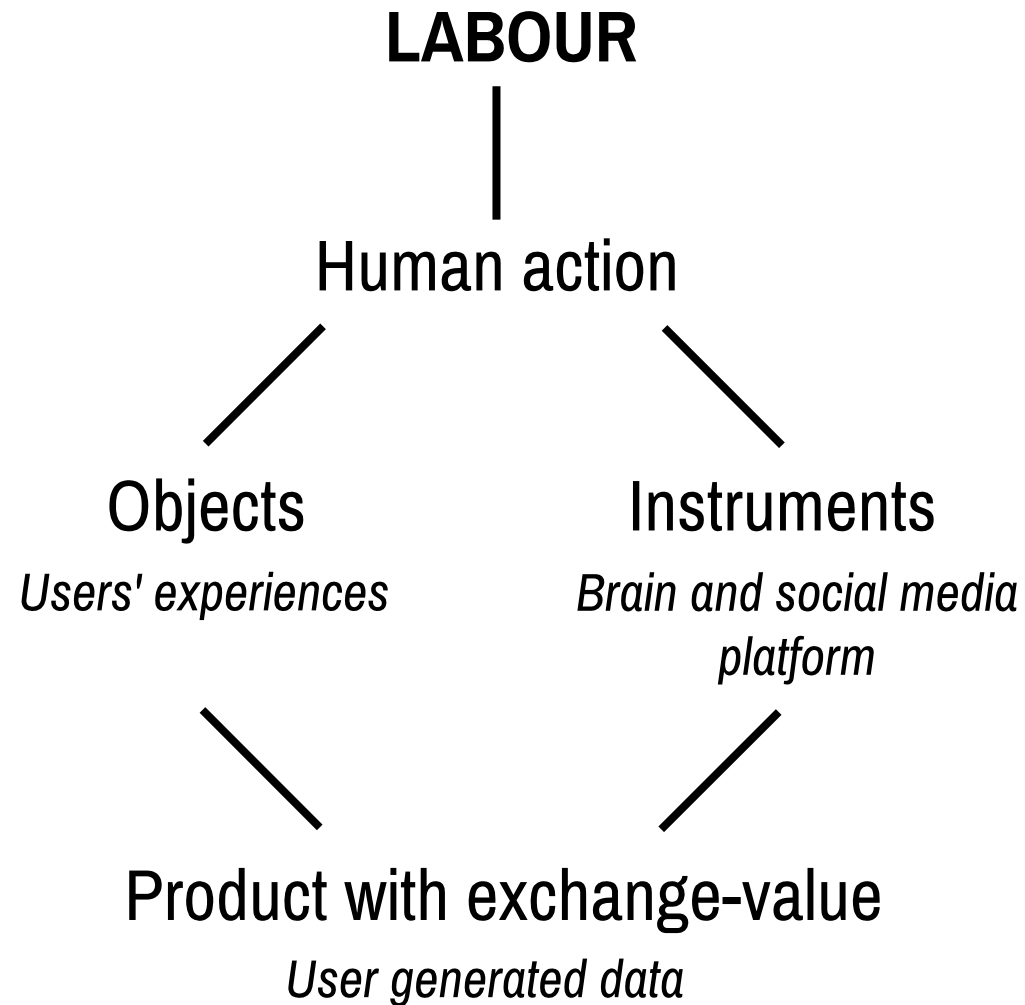 LABOUR
Human action
Objects
Users' experiences
Instruments
Brain and social media
platform
Product with exchange-value
User generated data